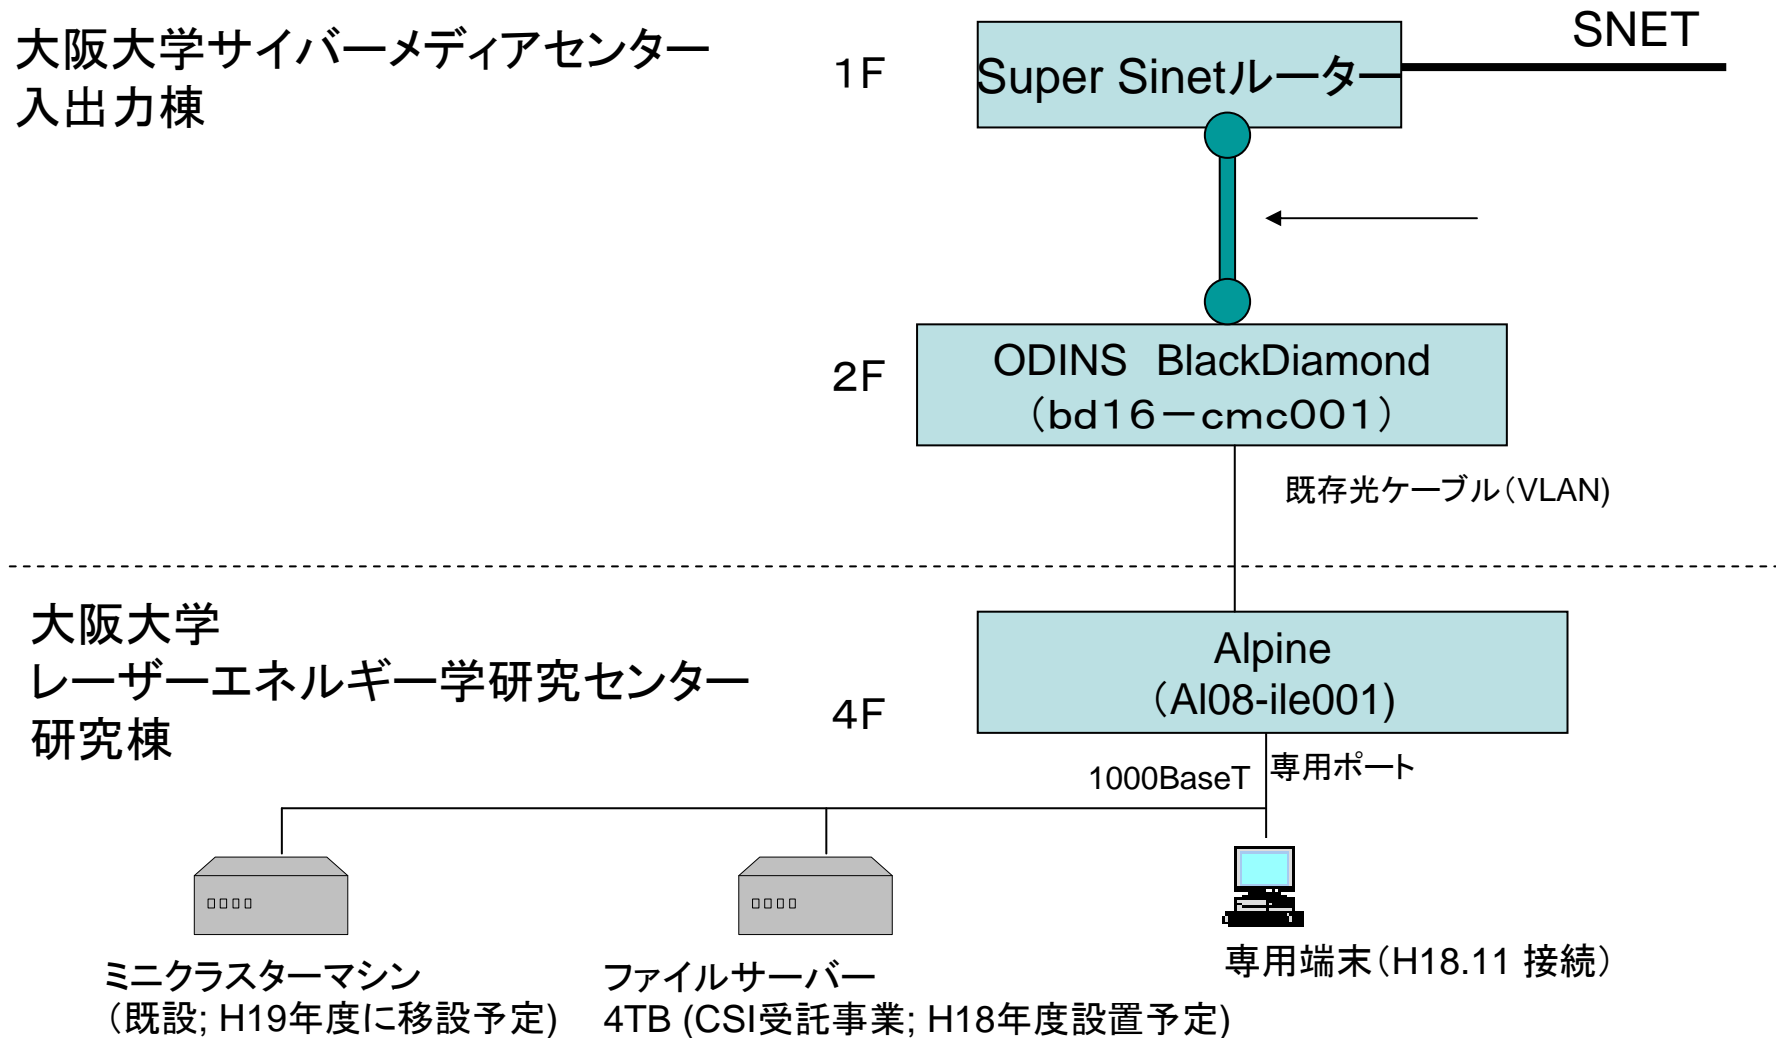 大阪大学サイバーメディアセンター
入出力棟
1F
Super Sinetルーター
SNET
2F
ODINS　BlackDiamond
（bd16－cmc001）
既存光ケーブル（VLAN)
大阪大学
レーザーエネルギー学研究センター
研究棟
4F
Alpine
（Al08-ile001)
1000BaseT
専用ポート
ミニクラスターマシン
（既設; H19年度に移設予定)
ファイルサーバー
4TB (CSI受託事業; H18年度設置予定)
専用端末（H18.11 接続）